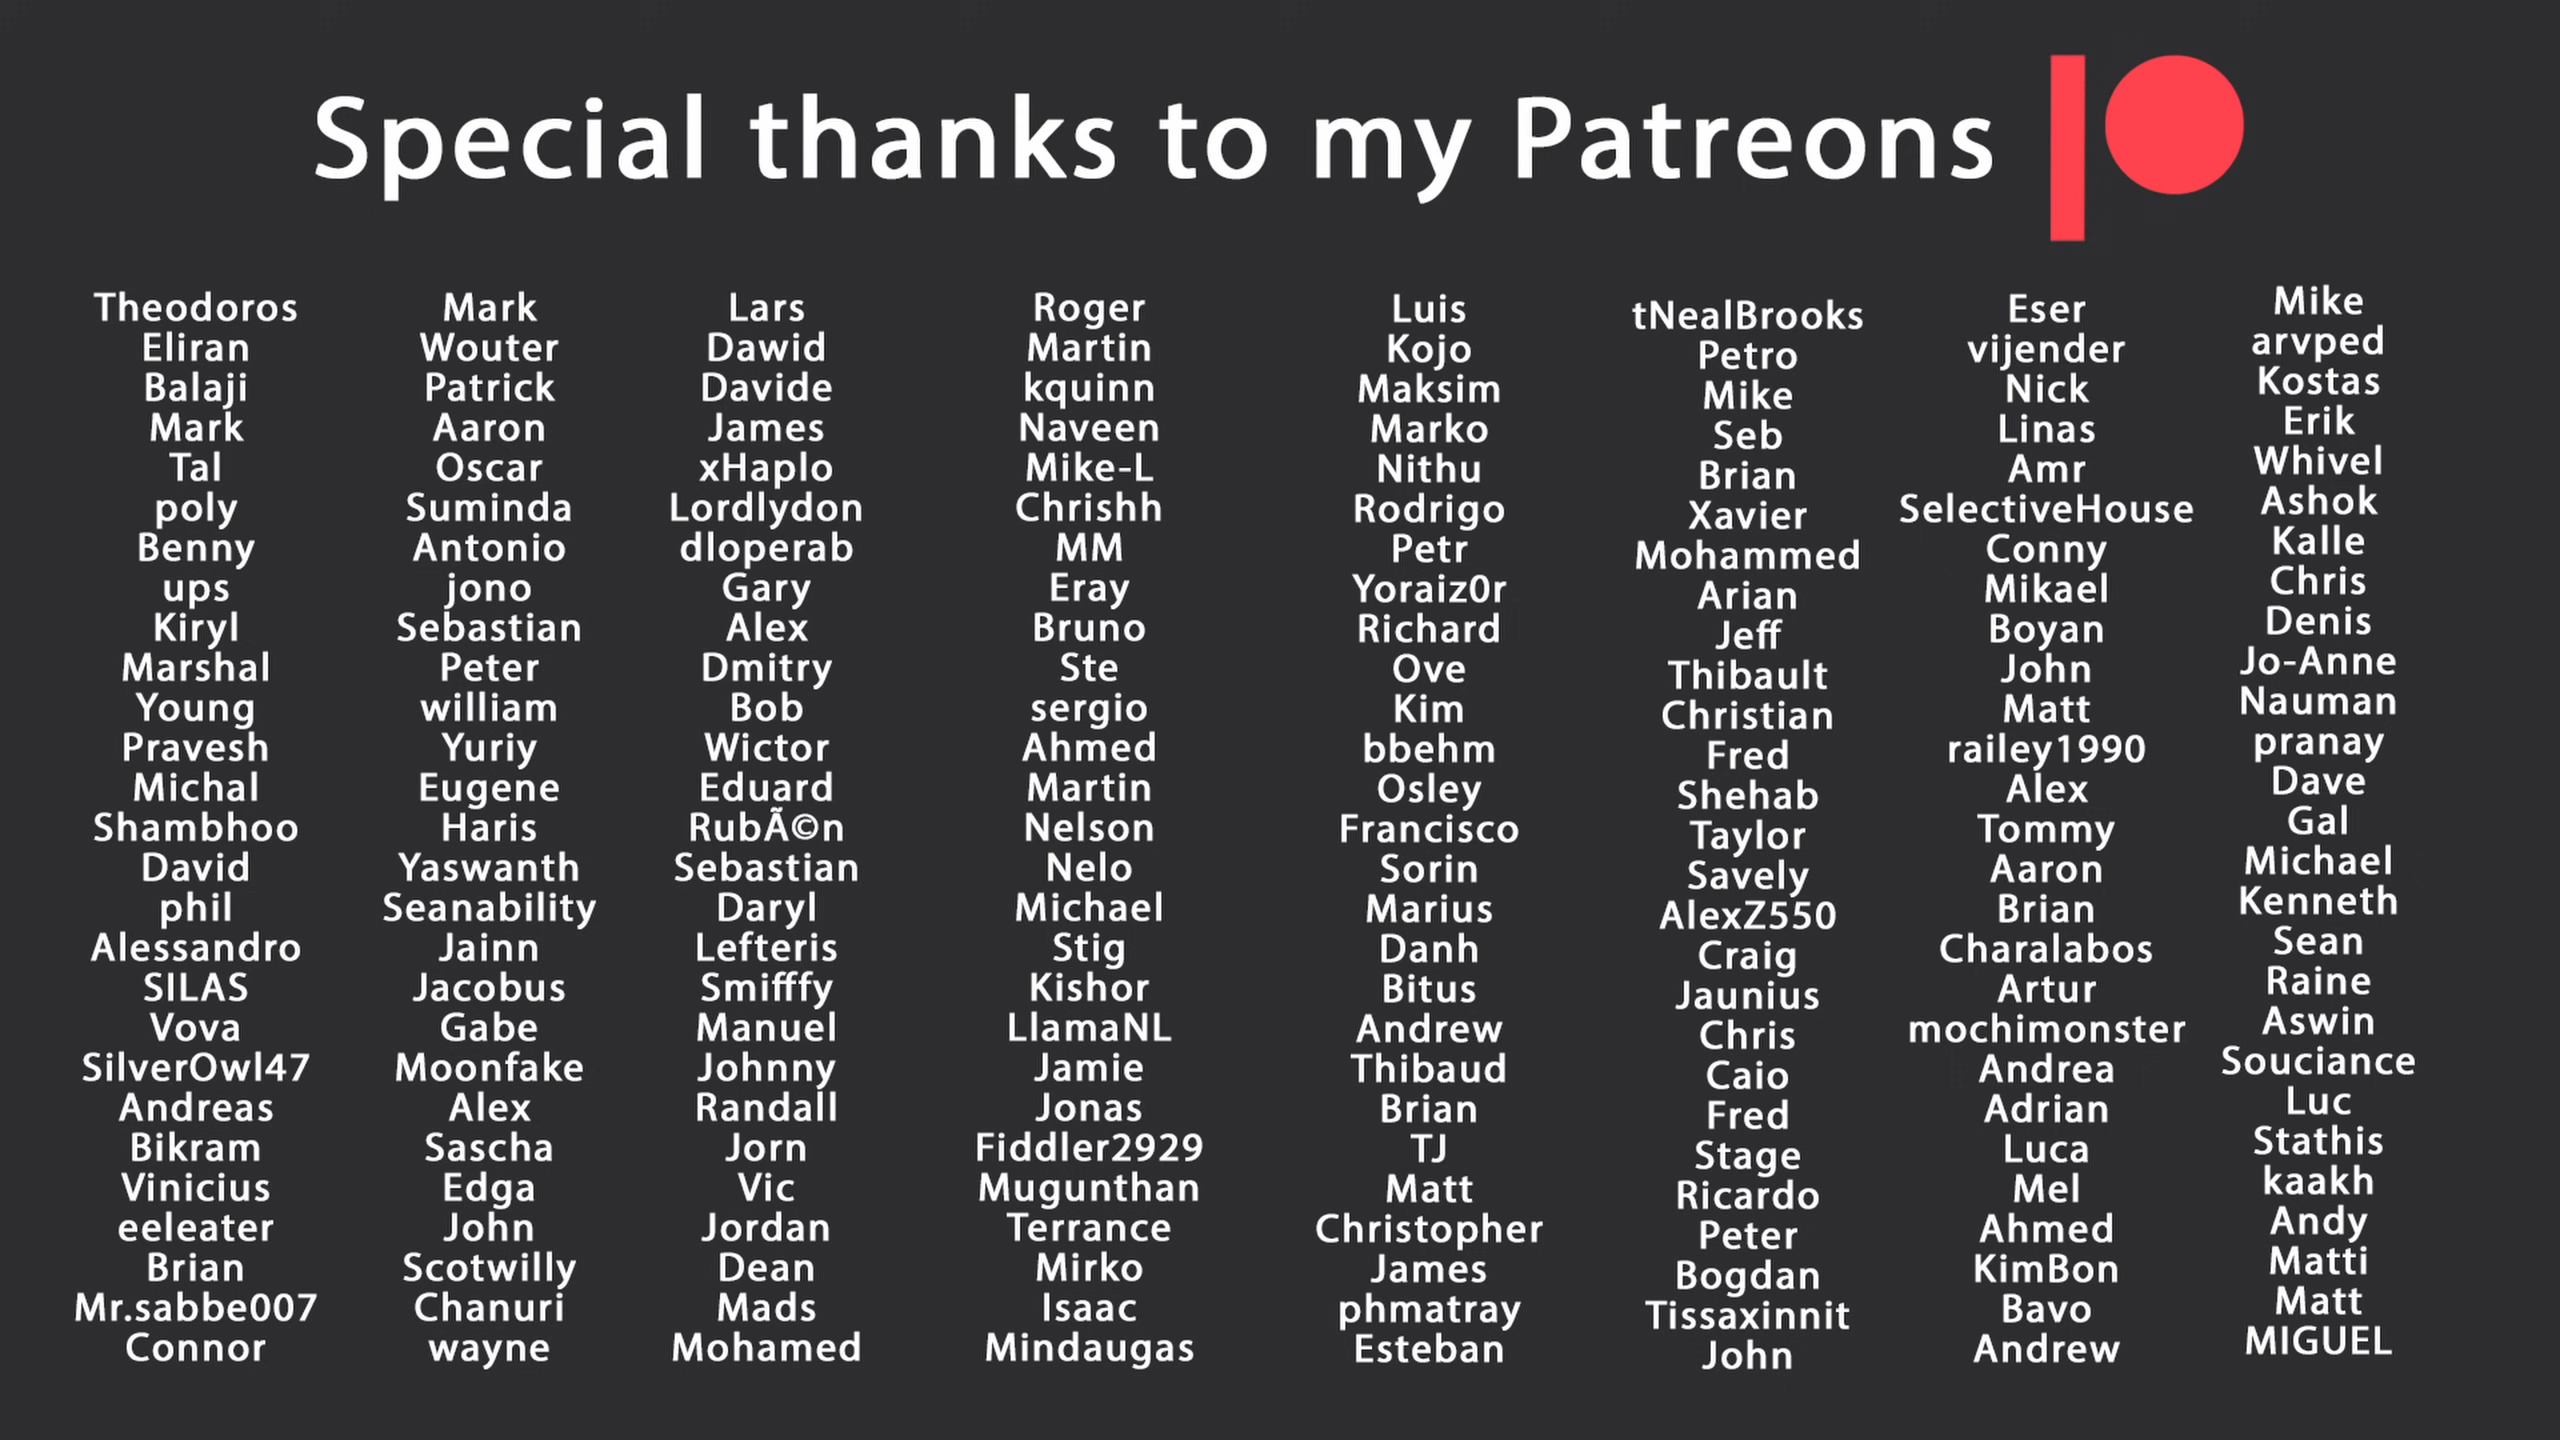 Special thanks to my Patreons
Theodoros
Eliran
Balaji
Mark
Tal
poly
Benny
ups
Kiryl
Marshal
Young
Pravesh
Michal
Shambhoo
David
phil
Alessandro
SILAS
Vova
SilverOwl47
Andreas
Bikram
Vinicius
eeleater
Brian
Mr.sabbe007
Connor
Mark
Wouter
Patrick
Aaron
Oscar
Suminda
Antonio
jono
Sebastian
Peter
william
Yuriy
Eugene
Haris
Yaswanth
Seanability
Jainn
Jacobus
Gabe
Moonfake
Alex
Sascha
Edga
John
Scotwilly
Chanuri
wayne
Lars
Dawid
Davide
James
xHaplo
Lordlydon
dloperab
Gary
Alex
Dmitry
Bob
Wictor
Eduard
RubÃ©n
Sebastian
Daryl
Lefteris
Smifffy
Manuel
Johnny
Randall
Jorn
Vic
Jordan
Dean
Mads
Mohamed
Roger
Martin
kquinn
Naveen
Mike-L
Chrishh
MM
Eray
Bruno
Ste
sergio
Ahmed
Martin
Nelson
Nelo
Michael
Stig
Kishor
LlamaNL
Jamie
Jonas
Fiddler2929
Mugunthan
Terrance
Mirko
Isaac
Mindaugas
Luis
Kojo
Maksim
Marko
Nithu
Rodrigo
Petr
Yoraiz0r
Richard
Ove
Kim
bbehm
Osley
Francisco
Sorin
Marius
Danh
Bitus
Andrew
Thibaud
Brian
TJ
Matt
Christopher
James
phmatray
Esteban
tNealBrooks
Petro
Mike
Seb
Brian
Xavier
Mohammed
Arian
Jeff
Thibault
Christian
Fred
Shehab
Taylor
Savely
AlexZ550
Craig
Jaunius
Chris
Caio
Fred
Stage
Ricardo
Peter
Bogdan
Tissaxinnit
John
Eser
vijender
Nick
Linas
Amr
SelectiveHouse
Conny
Mikael
Boyan
John
Matt
railey1990
Alex
Tommy
Aaron
Brian
Charalabos
Artur
mochimonster
Andrea
Adrian
Luca
Mel
Ahmed
KimBon
Bavo
Andrew
Mike
arvped
Kostas
Erik
Whivel
Ashok
Kalle
Chris
Denis
Jo-Anne
Nauman
pranay
Dave
Gal
Michael
Kenneth
Sean
Raine
Aswin
Souciance
Luc
Stathis
kaakh
Andy
Matti
Matt
MIGUEL